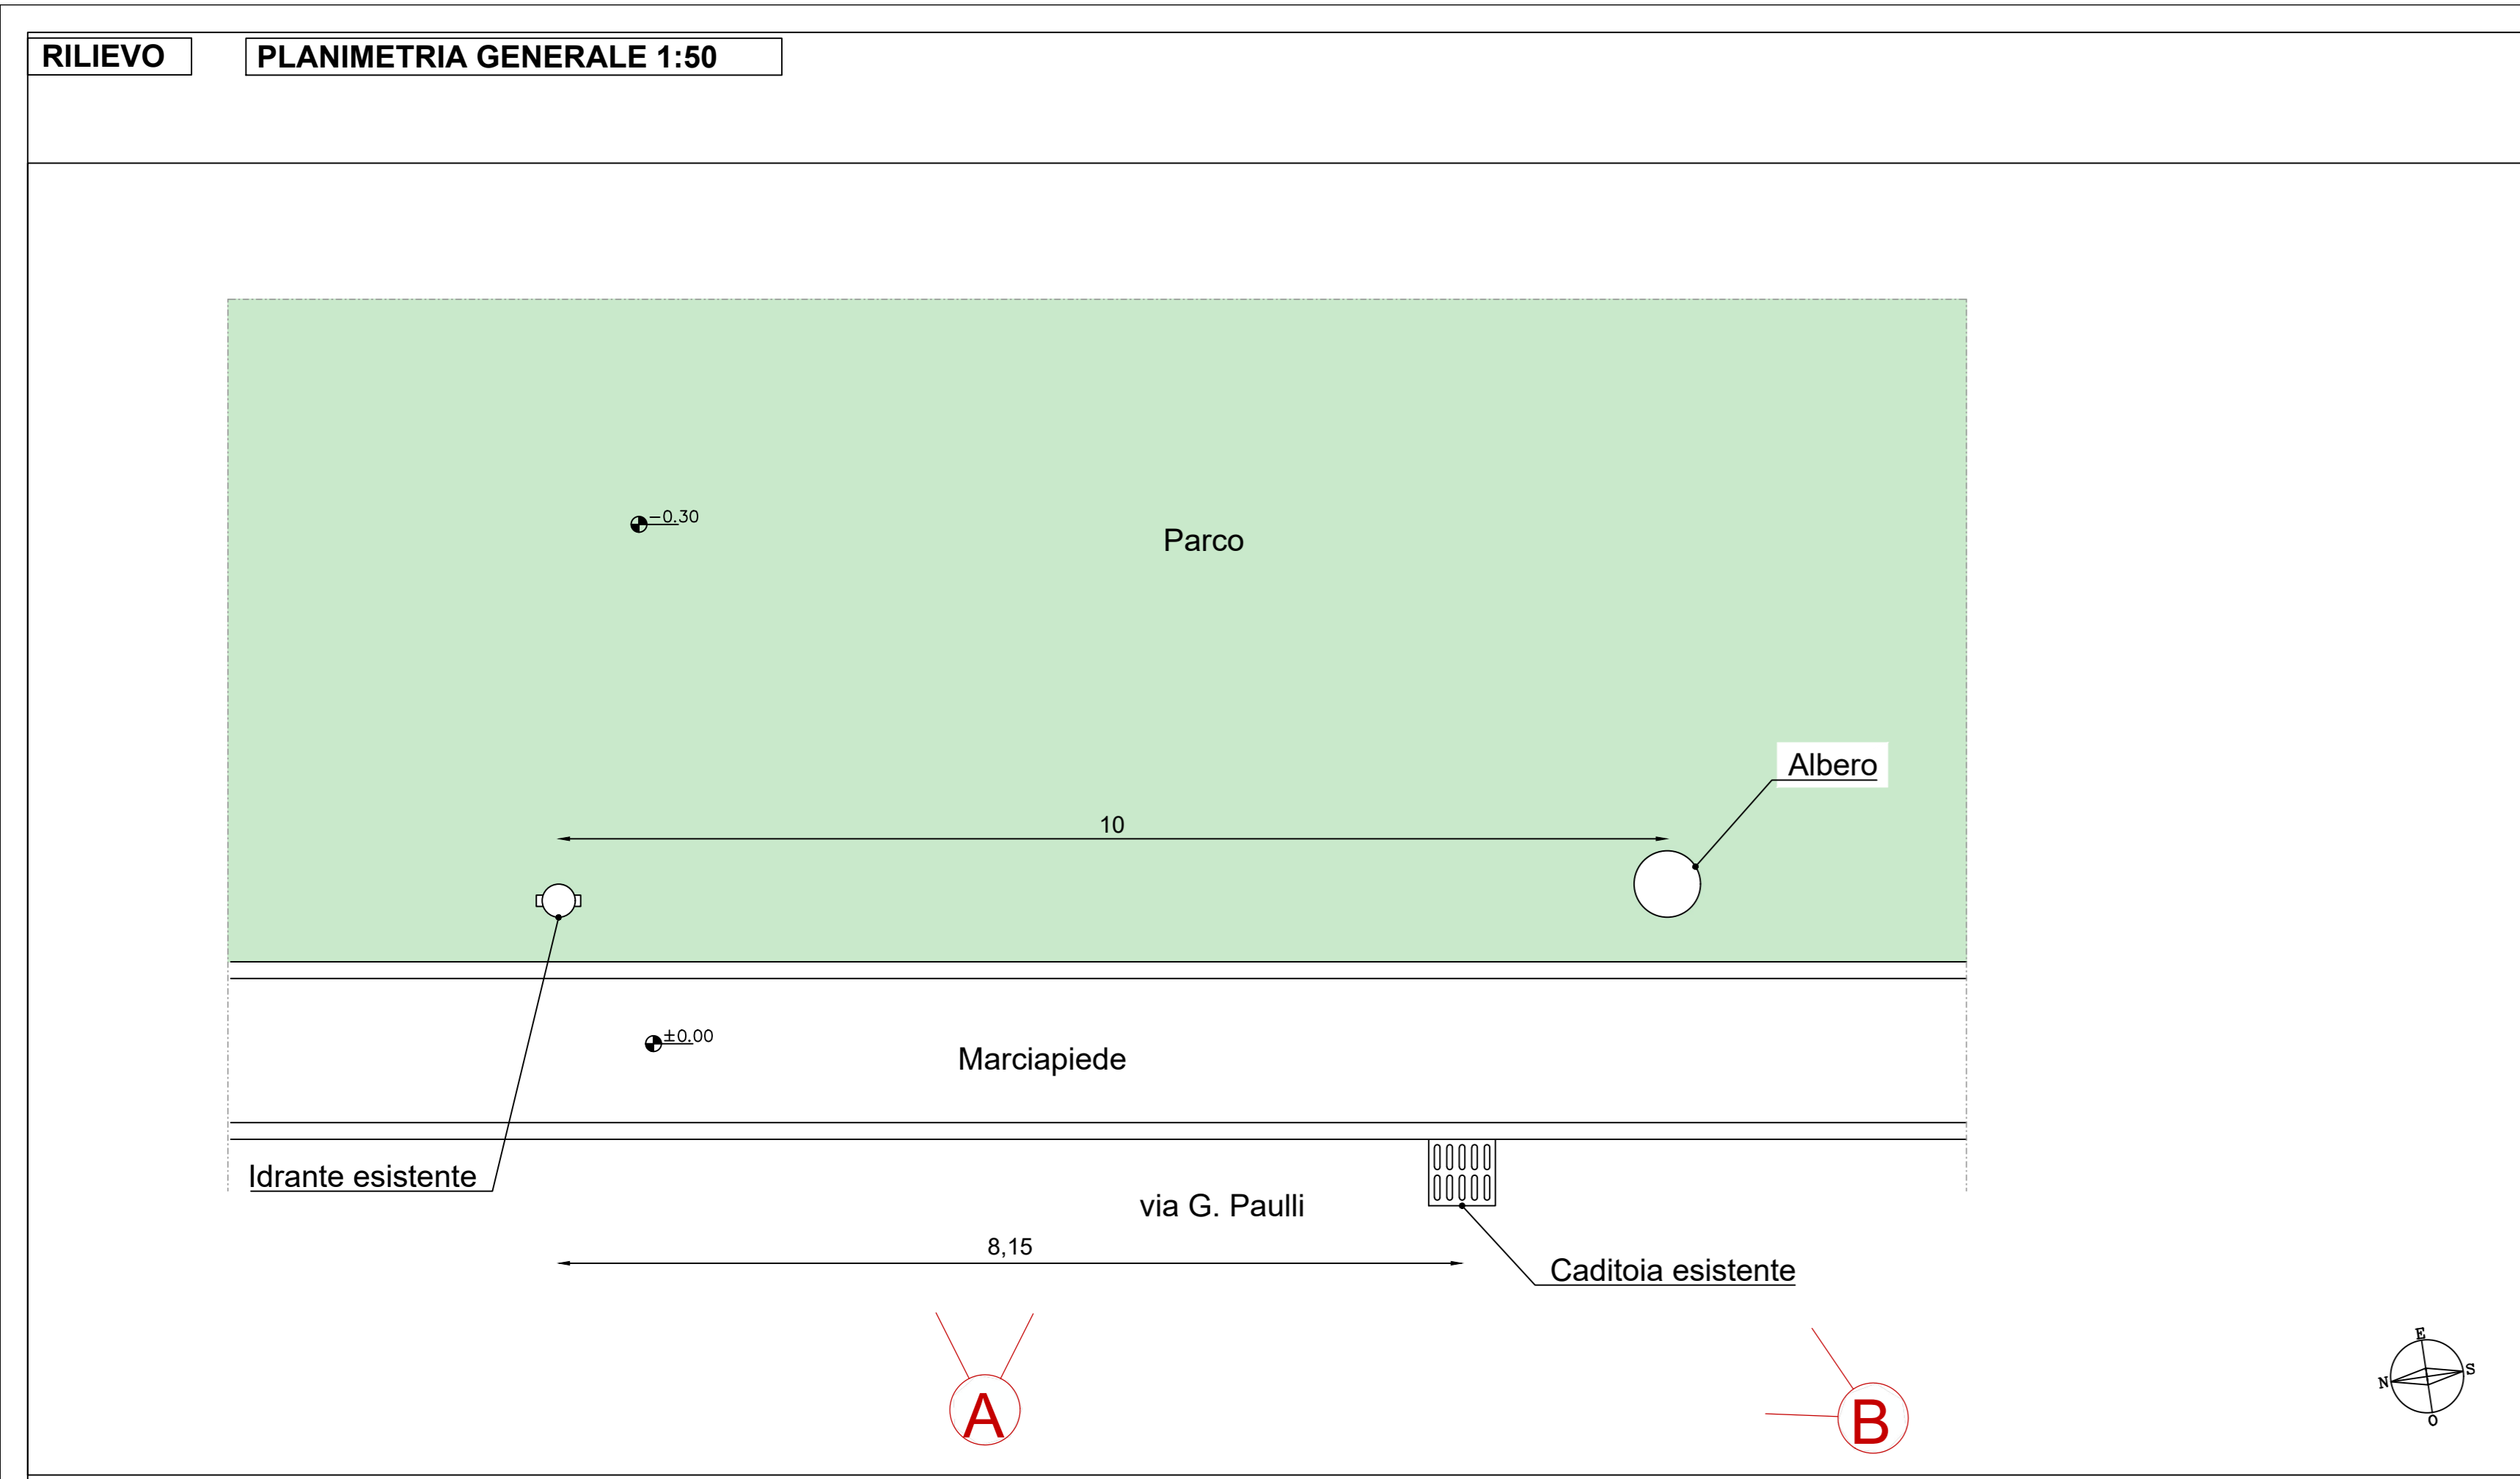 RILIEVO
PLANIMETRIA GENERALE 1:50
−0.30
Parco
Albero
10
±0.00
Marciapiede
Idrante esistente
via G. Paulli
8,15
Caditoia esistente
A
B
E
N
S
O